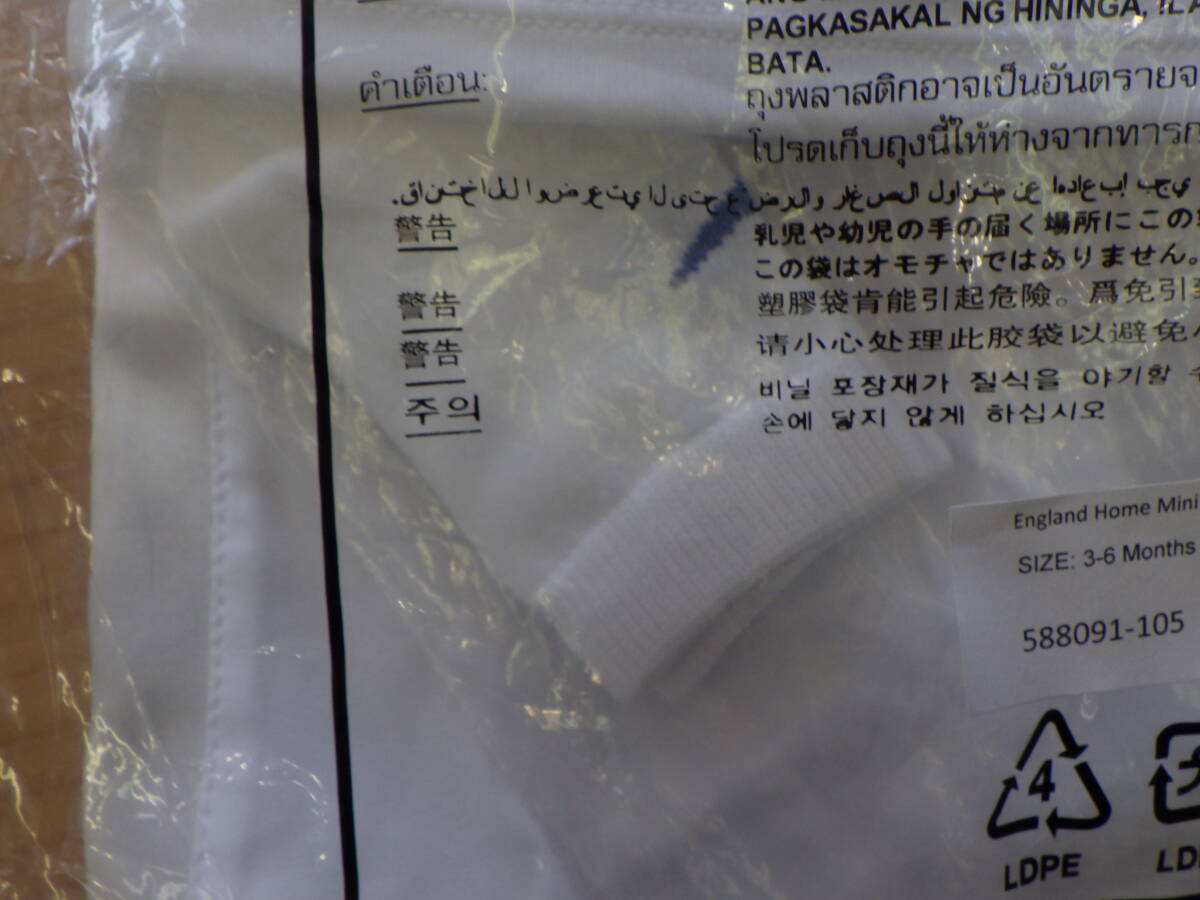 PAGKASAKAL NG HININGA,
BATA.
คำเตือน:
ถุงพลาสติกอาจเป็นอันตราย
โปรดเก็บถุงนี้ให้ห่างจากทารก
警告
乳児や幼児の手の届く場所にこの
この袋はオモチャではありません。
警告
塑膠袋肯能引起危險。爲免引
警告
请小心处理此胶袋以避免
주의
비닐 포장재가 질식을 야기할
손에 닿지 않게 하십시오
England Home Mini
SIZE: 3-6 Months
588091-105
4
LDPE